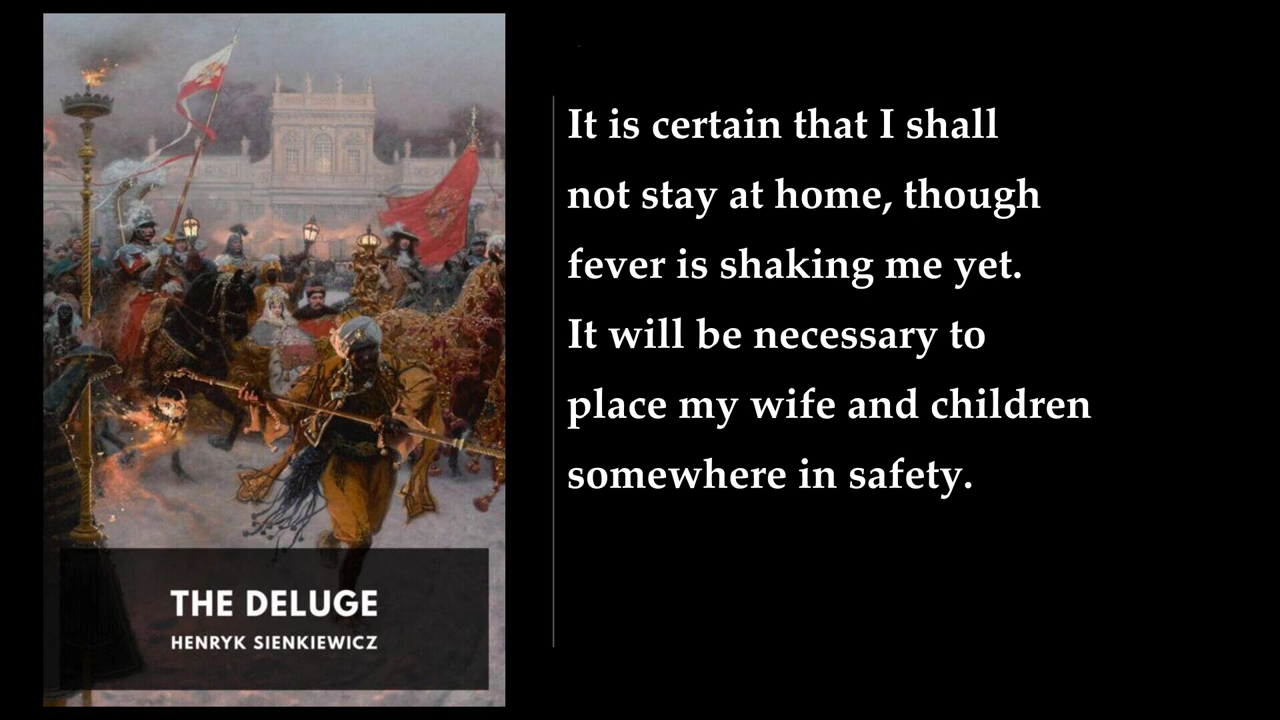 THE DELUGE
HENRYK SIENKIEWICZ
It is certain that I shall
not stay at home, though
fever is shaking me yet.
It will be necessary to
place my wife and children
somewhere in safety.